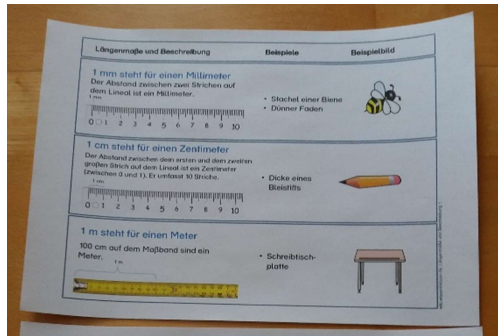 Längenmaße und Beschreibung Beispiele Beispielbild
1 mm steht für einen Millimeter
Der Abstand zwischen zwei Strichen auf
dem Lineal ist ein Millimeter.
1 mm
0 1 2 3 4 5 6 7 8 9 10
• Stachel einer Biene
• Dünner Faden
1 cm steht für einen Zentimeter
Der Abstand zwischen dem ersten und dem zweiten
großen Strich auf dem Lineal ist ein Zentimeter
(zwischen 0 und 1). Er umfasst 10 Striche.
1 cm
0 1 2 3 4 5 6 7 8 9 10
• Dicke eines
Bleistifts
1 m steht für einen Meter
100 cm auf dem Maßband sind ein
Meter.
1 m
• Schreibtisch-
platte